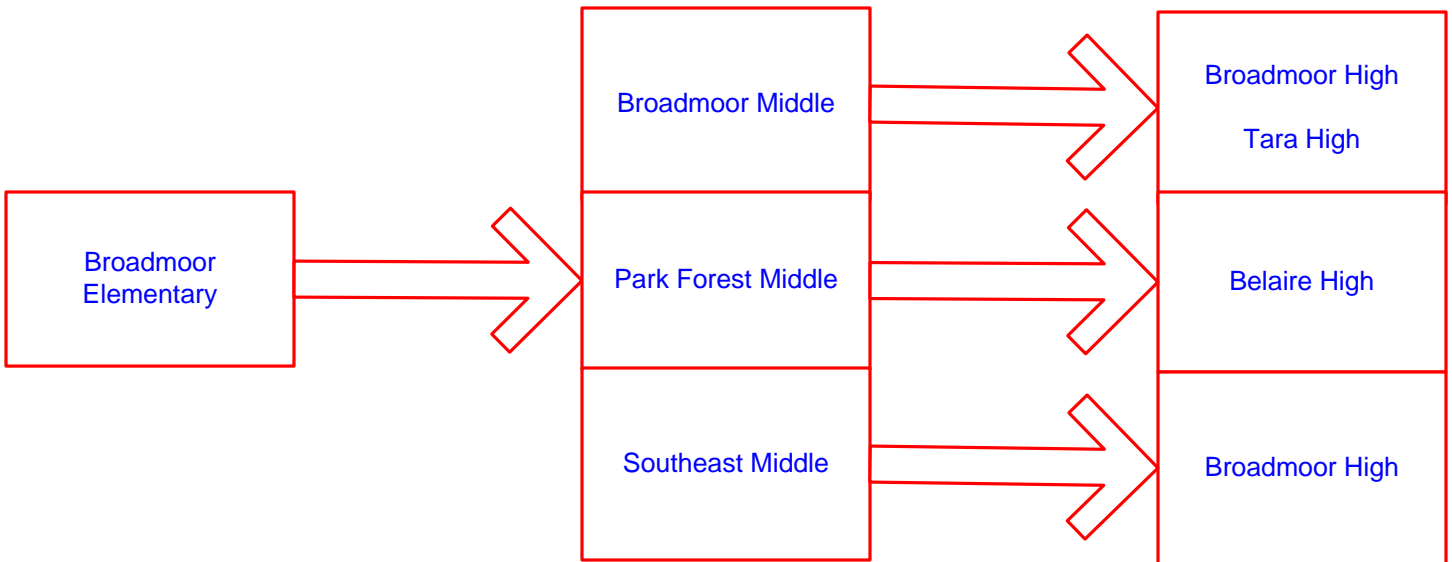 Broadmoor
Elementary
Broadmoor Middle
Park Forest Middle
Southeast Middle
Broadmoor High
Tara High
Belaire High
Broadmoor High